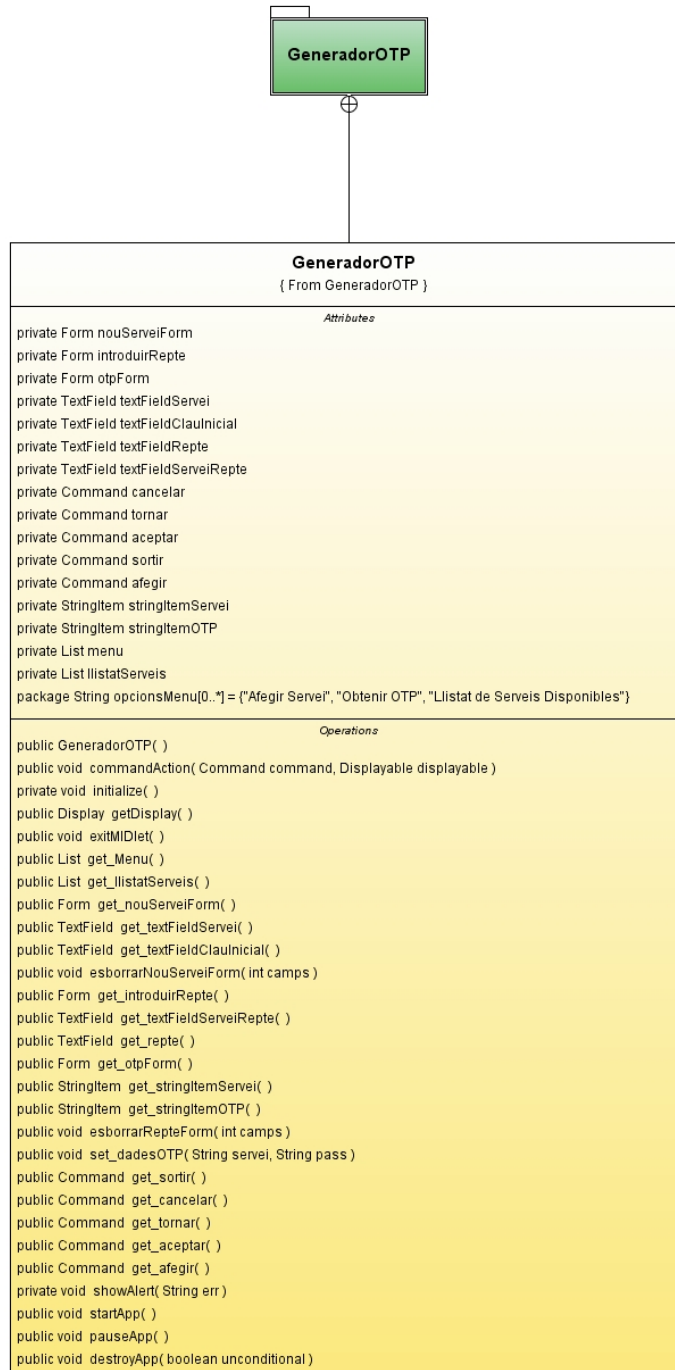 GeneradorOTP
GeneradorOTP
{ From GeneradorOTP }
Attributes
private Form nouServeiForm
private Form introduirRepte
private Form otpForm
private TextField textFieldServei
private TextField textFieldClauInicial
private TextField textFieldRepte
private TextField textFieldServeiRepte
private Command cancelar
private Command tornar
private Command aceptar
private Command sortir
private Command afegir
private StringItem stringItemServei
private StringItem stringItemOTP
private List menu
private List llistatServeis
package String opcionsMenu[0..*] = {"Afegir Servei", "Obtenir OTP", "Llistat de Serveis Disponibles"}
Operations
public GeneradorOTP( )
public void commandAction( Command command, Displayable displayable )
private void initialize( )
public Display getDisplay( )
public void exitMIDlet( )
public List get_Menu( )
public List get_llistatServeis( )
public Form get_nouServeiForm( )
public TextField get_textFieldServei( )
public TextField get_textFieldClauInicial( )
public void esborrarNouServeiForm( int camps )
public Form get_introduirRepte( )
public TextField get_textFieldServeiRepte( )
public TextField get_repte( )
public Form get_otpForm( )
public StringItem get_stringItemServei( )
public StringItem get_stringItemOTP( )
public void esborrarRepteForm( int camps )
public void set_dadesOTP( String servei, String pass )
public Command get_sortir( )
public Command get_cancelar( )
public Command get_tornar( )
public Command get_aceptar( )
public Command get_afegir( )
private void showAlert( String err )
public void startApp( )
public void pauseApp( )
public void destroyApp( boolean unconditional )